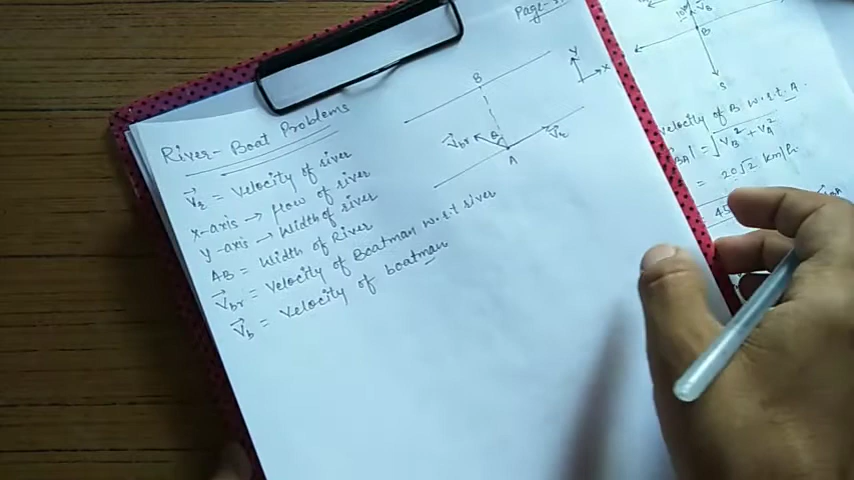 Page-
River-Boat Problems
V⃗r = Velocity of river
x-axis → flow of river
y-axis → Width of river
AB = Width of River
V⃗br = Velocity of Boatman w.r.t river
V⃗b = Velocity of boatman
B
Y
X
V⃗br
θ
V⃗r
A
VB
B
S
velocity of B w.r.t. A.
BA| = √VB² + VA²
= 20√2 km/h
45